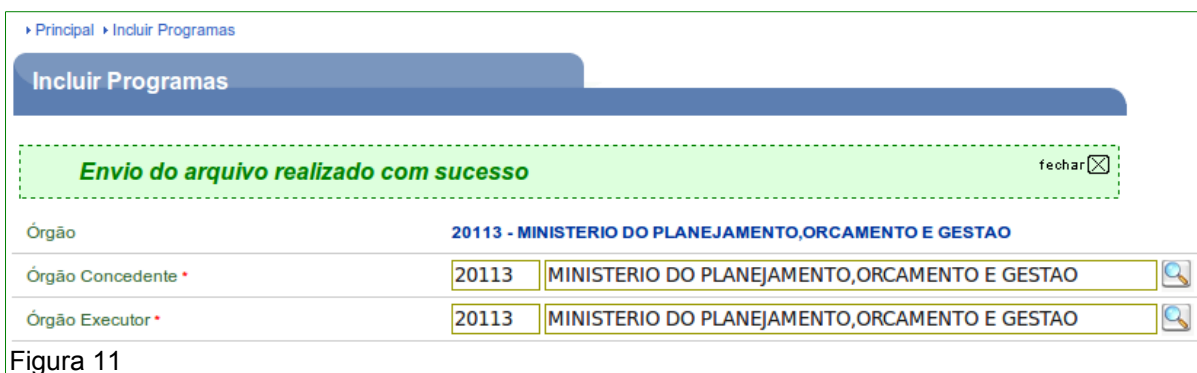 Principal Incluir Programas
Incluir Programas
Envio do arquivo realizado com sucesso fechar
Órgão 20113 - MINISTERIO DO PLANEJAMENTO,ORCAMENTO E GESTAO
Órgão Concedente * 20113 MINISTERIO DO PLANEJAMENTO,ORCAMENTO E GESTAO
Órgão Executor * 20113 MINISTERIO DO PLANEJAMENTO,ORCAMENTO E GESTAO
Figura 11